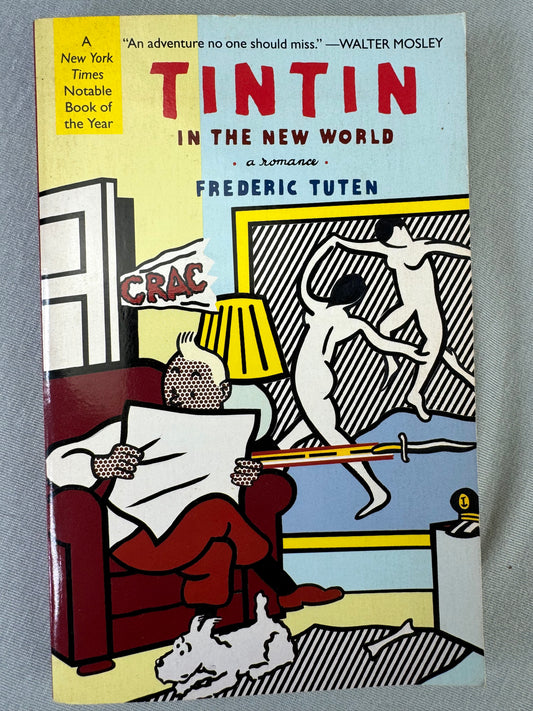 A
New York
Times
Notable
Book of
the Year
"An adventure no one should miss." —WALTER MOSLEY
TINTIN
IN THE NEW WORLD
• a romance •
FREDERIC TUTEN
CRAC